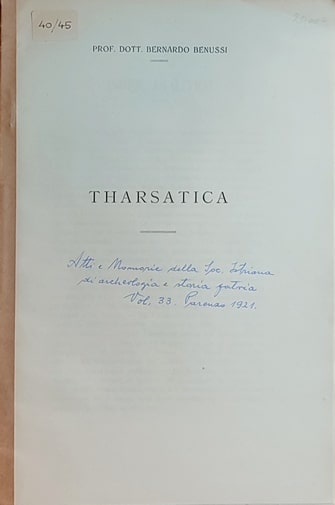 40/45
PROF. DOTT. BERNARDO BENUSSI
THARSATICA
Atti e Memorie della Soc. Istriana
di archeologia e storia patria
Vol. 33. Parenzo 1921.